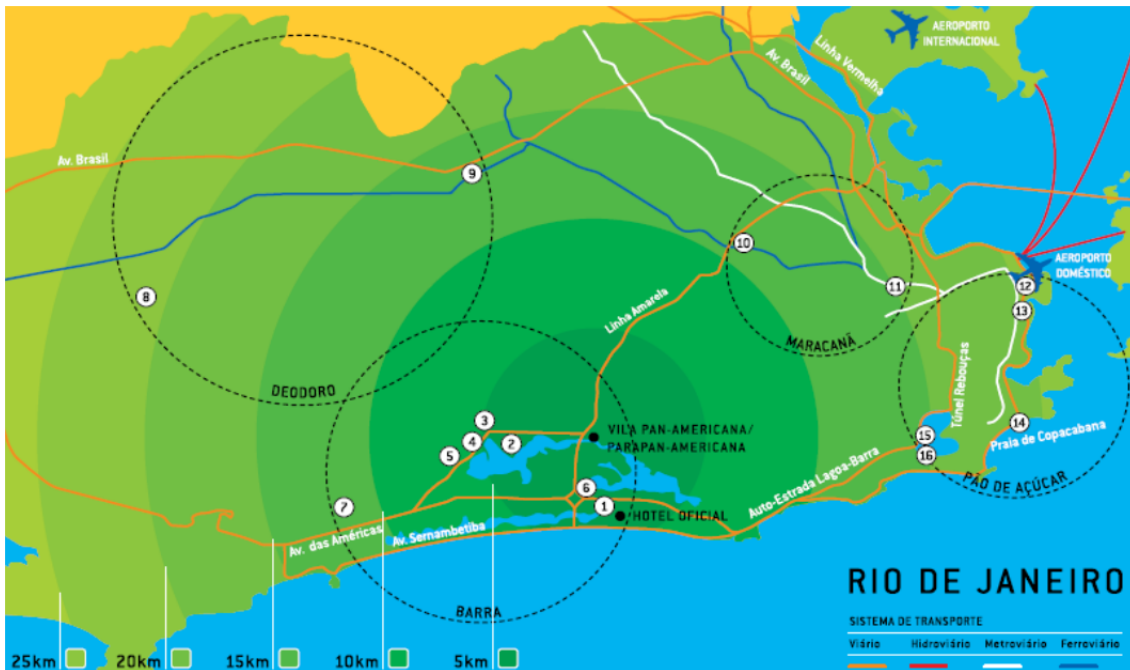 AEROPORTO
INTERNACIONAL
Linha Vermelha
Av. Brasil
Av. Brasil
9
10
AEROPORTO
DOMÉSTICO
8
11
12
13
Linha Amarela
MARACANÃ
DEODORO
Túnel Rebouças
3
VILA PAN-AMERICANA/
PARAPAN-AMERICANA
4
2
5
14
Praia de Copacabana
15
16
PÃO DE AÇÚCAR
6
7
1
HOTEL OFICIAL
Auto-Estrada Lagoa-Barra
Av. das Américas
Av. Sernambetiba
BARRA
RIO DE JANEIRO
SISTEMA DE TRANSPORTE
Viário Hidroviário Metroviário Ferroviário
25km 20km 15km 10km 5km